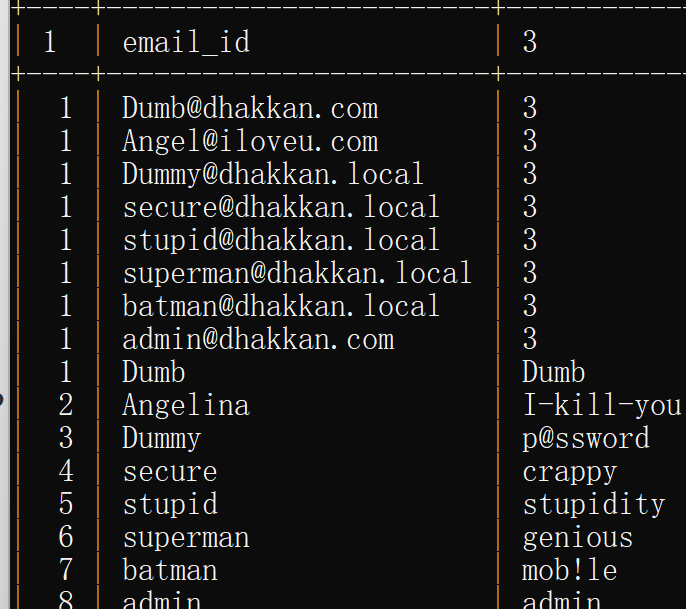 1 email_id 3
1 Dumb@dhakkan.com 3
1 Angel@iloveu.com 3
1 Dummy@dhakkan.local 3
1 secure@dhakkan.local 3
1 stupid@dhakkan.local 3
1 superman@dhakkan.local 3
1 batman@dhakkan.local 3
1 admin@dhakkan.com 3
1 Dumb Dumb
2 Angelina I-kill-you
3 Dummy p@ssword
4 secure crappy
5 stupid stupidity
6 superman genious
7 batman mob!le
8 admin admin